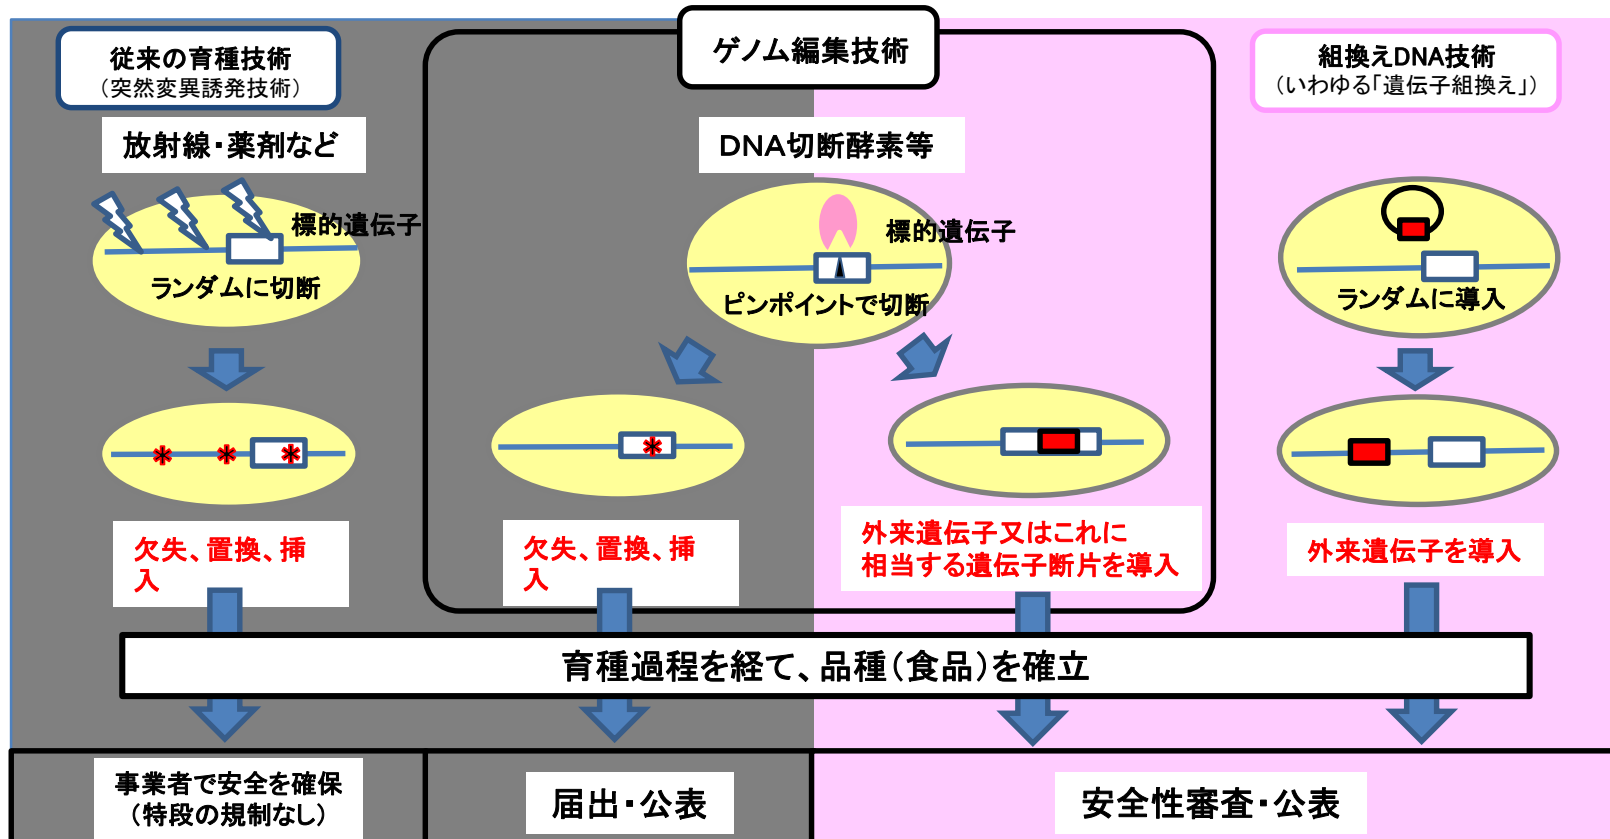 ゲノム編集技術
従来の育種技術
（突然変異誘発技術）
組換えDNA技術
（いわゆる「遺伝子組換え」）
放射線・薬剤など
DNA切断酵素等
標的遺伝子
ランダムに切断
標的遺伝子
ピンポイントで切断
ランダムに導入
欠失、置換、挿
入
欠失、置換、挿
入
外来遺伝子又はこれに
相当する遺伝子断片を導入
外来遺伝子を導入
育種過程を経て、品種（食品）を確立
事業者で安全を確保
（特段の規制なし）
届出・公表
安全性審査・公表